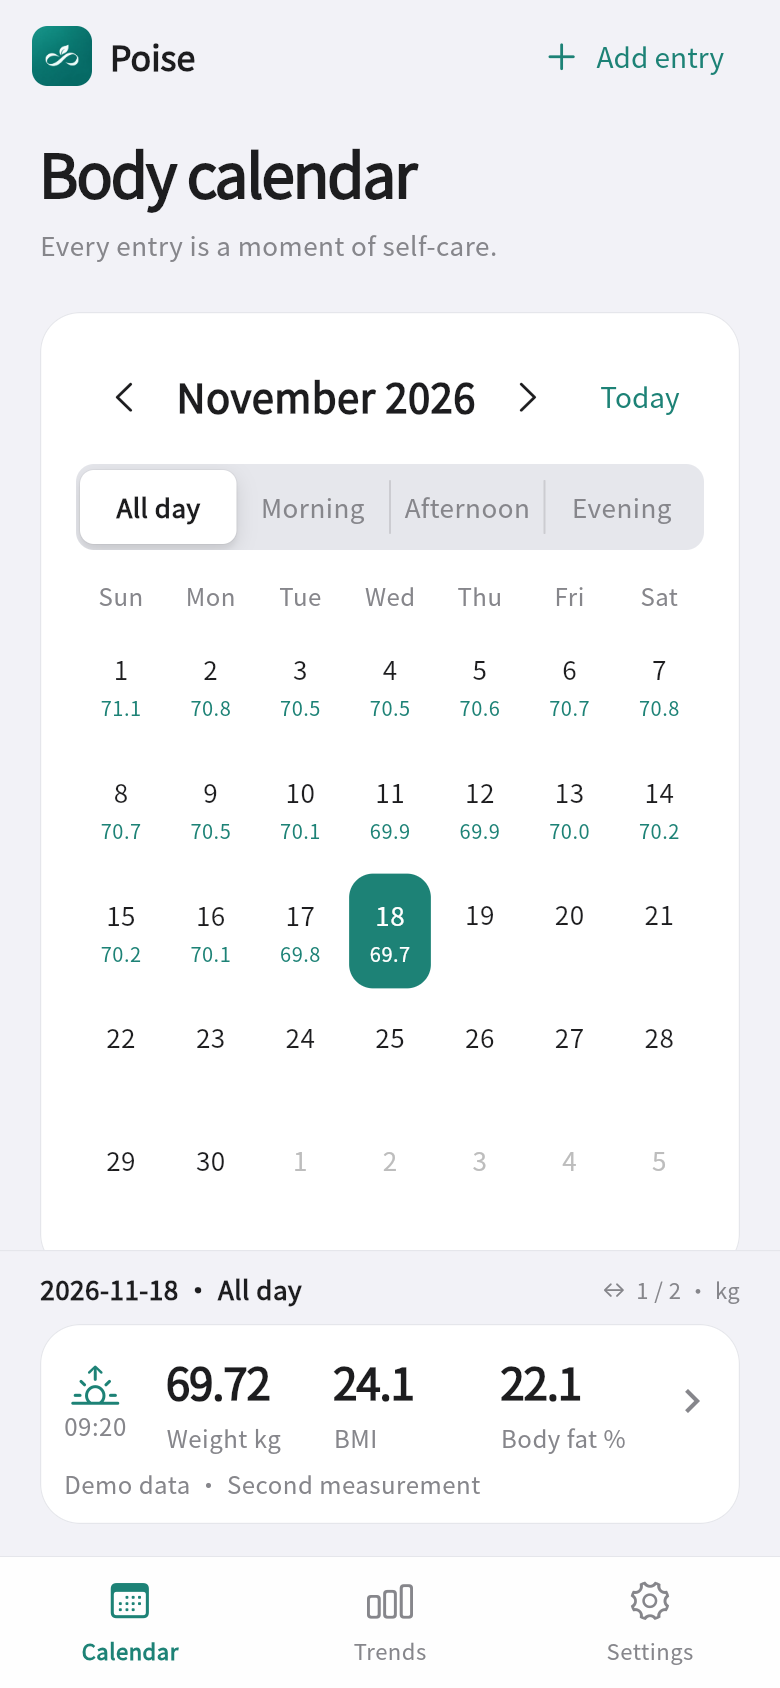 Poise
Add entry
Body calendar
Every entry is a moment of self-care.
November 2026
Today
All day Morning Afternoon Evening
Sun Mon Tue Wed Thu Fri Sat
1 2 3 4 5 6 7
71.1 70.8 70.5 70.5 70.6 70.7 70.8
8 9 10 11 12 13 14
70.7 70.5 70.1 69.9 69.9 70.0 70.2
15 16 17 18 19 20 21
70.2 70.1 69.8 69.7
22 23 24 25 26 27 28
29 30 1 2 3 4 5
2026-11-18 • All day
↔ 1 / 2 • kg
69.72 24.1 22.1
09:20 Weight kg BMI Body fat %
Demo data • Second measurement
Calendar Trends Settings